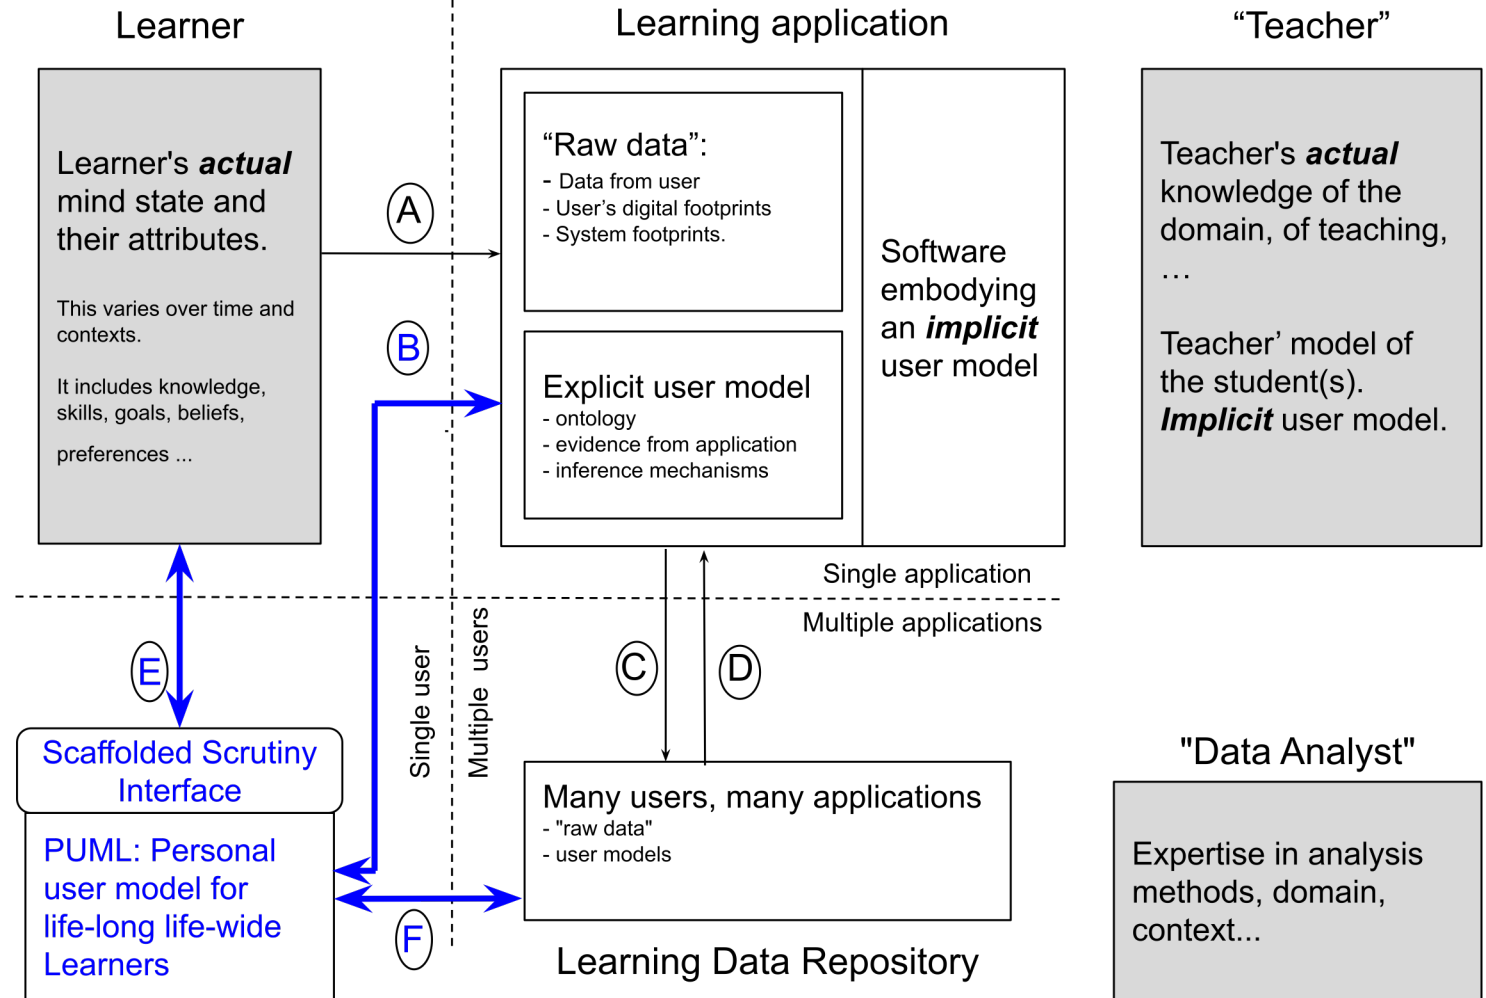 Learner
Learning application
“Teacher”
Learner's actual
mind state and
their attributes.
This varies over time and
contexts.
It includes knowledge,
skills, goals, beliefs,
preferences ...
A
B
“Raw data”:
- Data from user
- User’s digital footprints
- System footprints.
Explicit user model
- ontology
- evidence from application
- inference mechanisms
Software
embodying
an implicit
user model
Teacher's actual
knowledge of the
domain, of teaching,
…
Teacher’ model of
the student(s).
Implicit user model.
Single application
Multiple applications
Single user
Multiple users
E
C
D
Scaffolded Scrutiny
Interface
PUML: Personal
user model for
life-long life-wide
Learners
F
Many users, many applications
- "raw data"
- user models
Learning Data Repository
"Data Analyst"
Expertise in analysis
methods, domain,
context...